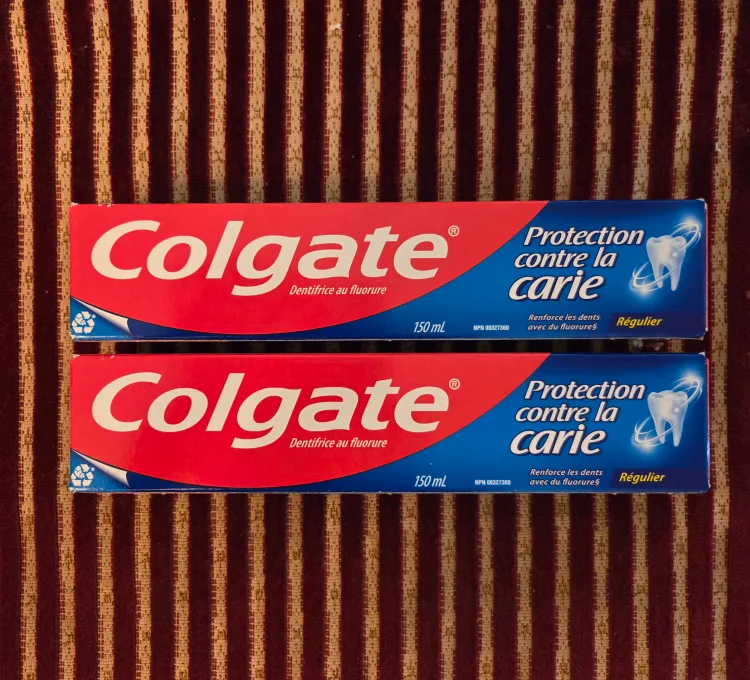 Colgate®
Dentifrice au fluorure
150 mL
Protection
contre la
carie
Renforce les dents
avec du fluorure§
Régulier
Colgate®
Dentifrice au fluorure
150 mL
Protection
contre la
carie
Renforce les dents
avec du fluorure§
Régulier